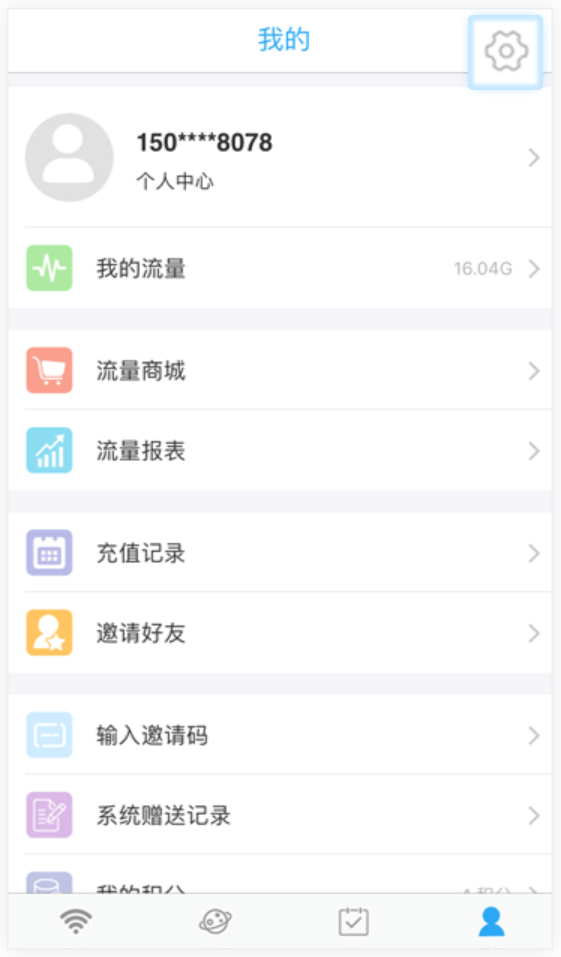 我的
150****8078
个人中心
我的流量 16.04G
流量商城
流量报表
充值记录
邀请好友
输入邀请码
系统赠送记录
我的积分